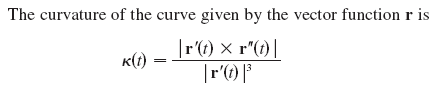 The curvature of the curve given by the vector function r is
κ(t) = |r′(t) × r″(t)| / |r′(t)|³